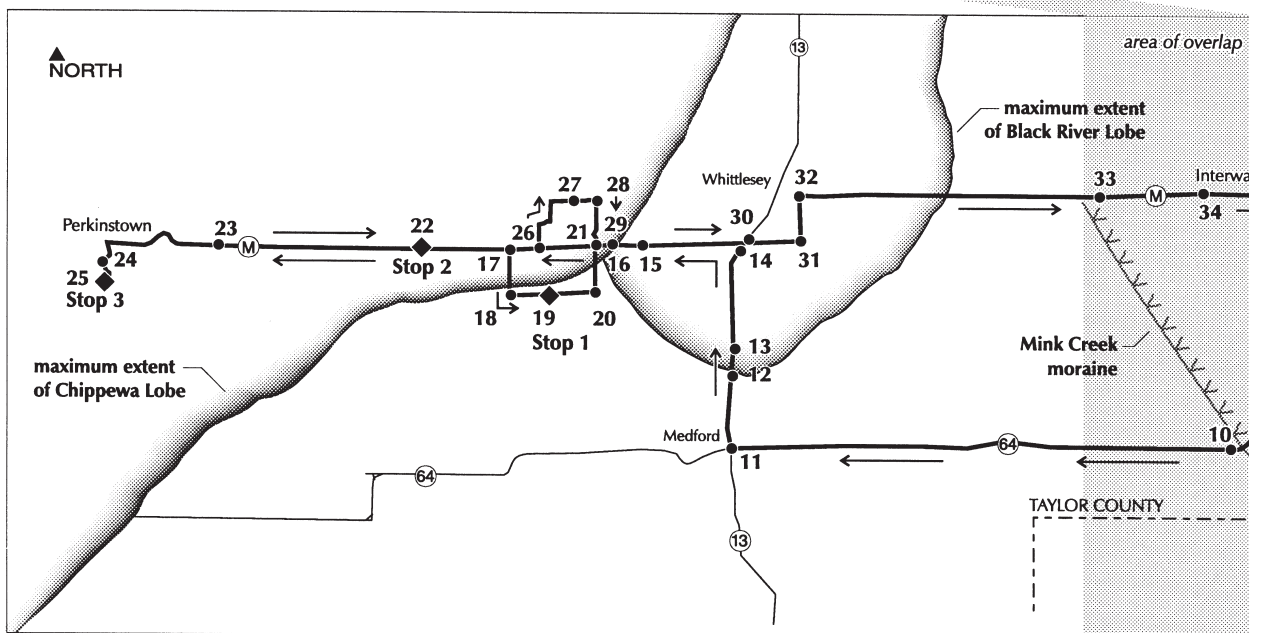 area of overlap
13
NORTH
maximum extent
of Black River Lobe
Whittlesey
32
33
M
Interwa
34
27
28
Perkinstown
23
M
22
26
21
29
30
24
25
Stop 3
Stop 2
17
16
15
14
31
18
19
20
Stop 1
13
12
Mink Creek
moraine
maximum extent
of Chippewa Lobe
Medford
11
64
10
64
TAYLOR COUNTY
13